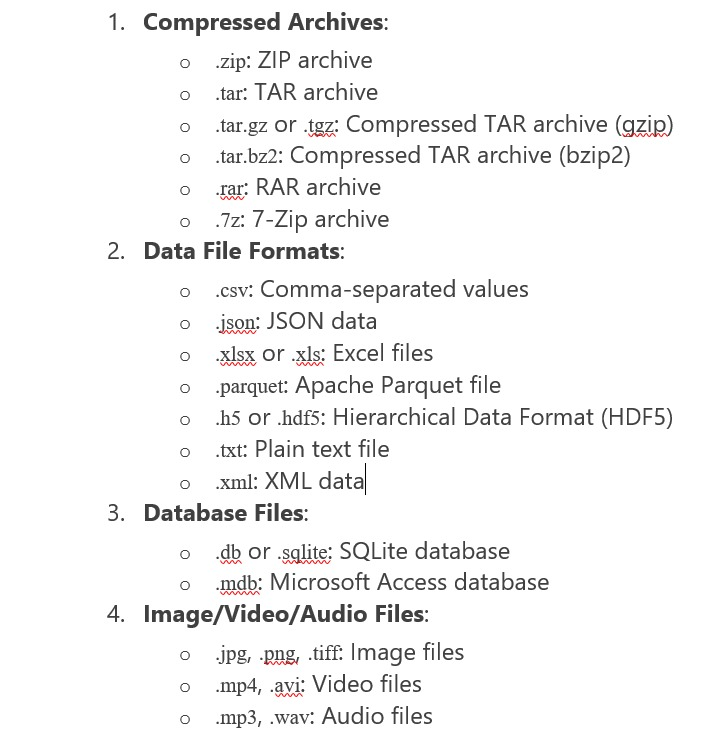 1. Compressed Archives:
o .zip: ZIP archive
o .tar: TAR archive
o .tar.gz or .tgz: Compressed TAR archive (gzip)
o .tar.bz2: Compressed TAR archive (bzip2)
o .rar: RAR archive
o .7z: 7-Zip archive
2. Data File Formats:
o .csv: Comma-separated values
o .json: JSON data
o .xlsx or .xls: Excel files
o .parquet: Apache Parquet file
o .h5 or .hdf5: Hierarchical Data Format (HDF5)
o .txt: Plain text file
o .xml: XML data
3. Database Files:
o .db or .sqlite: SQLite database
o .mdb: Microsoft Access database
4. Image/Video/Audio Files:
o .jpg, .png, .tiff: Image files
o .mp4, .avi: Video files
o .mp3, .wav: Audio files